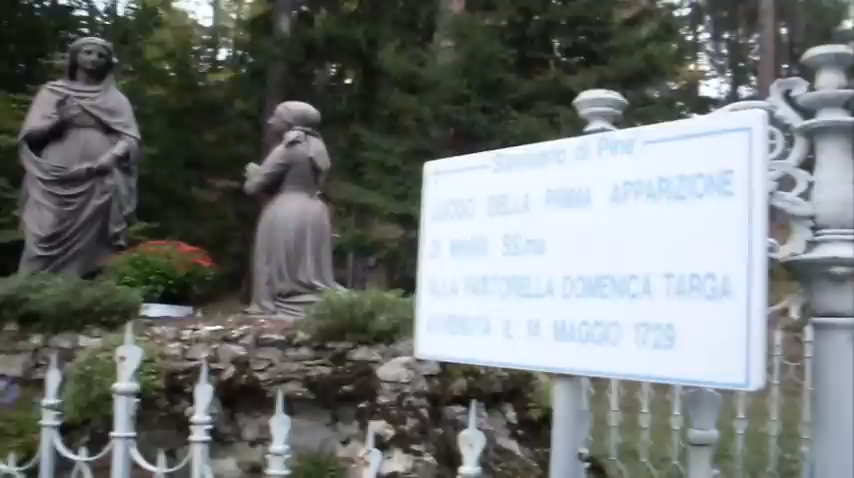 Santuario di Pinè
LUOGO DELLA PRIMA APPARIZIONE
DI MARIA SS.ma
ALLA PASTORELLA DOMENICA TARGA
AVVENUTA IL 14 MAGGIO 1729